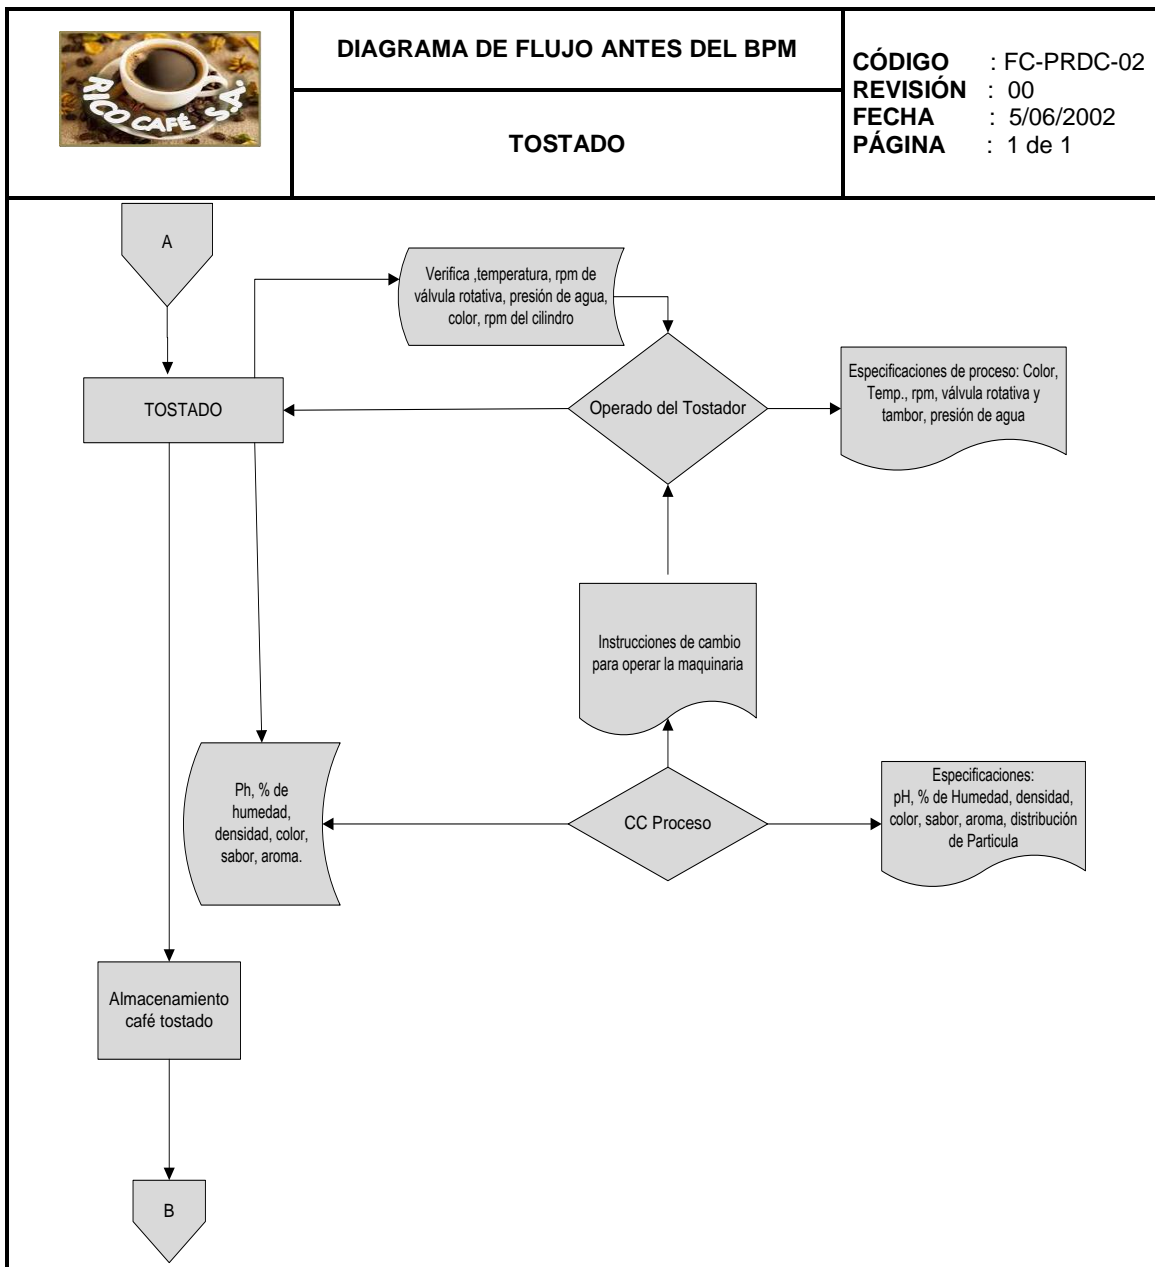 RICO CAFÉ S.A.
DIAGRAMA DE FLUJO ANTES DEL BPM
TOSTADO
CÓDIGO : FC-PRDC-02
REVISIÓN : 00
FECHA : 5/06/2002
PÁGINA : 1 de 1
A
Verifica ,temperatura, rpm de
válvula rotativa, presión de agua,
color, rpm del cilindro
TOSTADO
Operado del Tostador
Especificaciones de proceso: Color,
Temp., rpm, válvula rotativa y
tambor, presión de agua
Instrucciones de cambio
para operar la maquinaria
Ph, % de
humedad,
densidad, color,
sabor, aroma.
CC Proceso
Especificaciones:
pH, % de Humedad, densidad,
color, sabor, aroma, distribución
de Particula
Almacenamiento
café tostado
B